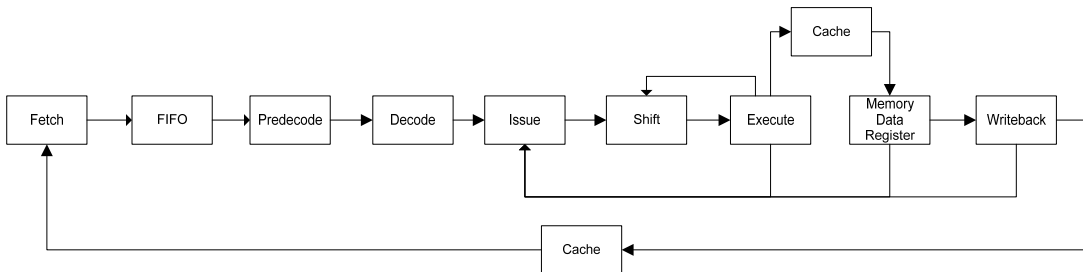 Cache
Fetch
FIFO
Predecode
Decode
Issue
Shift
Execute
Memory
Data
Register
Writeback
Cache